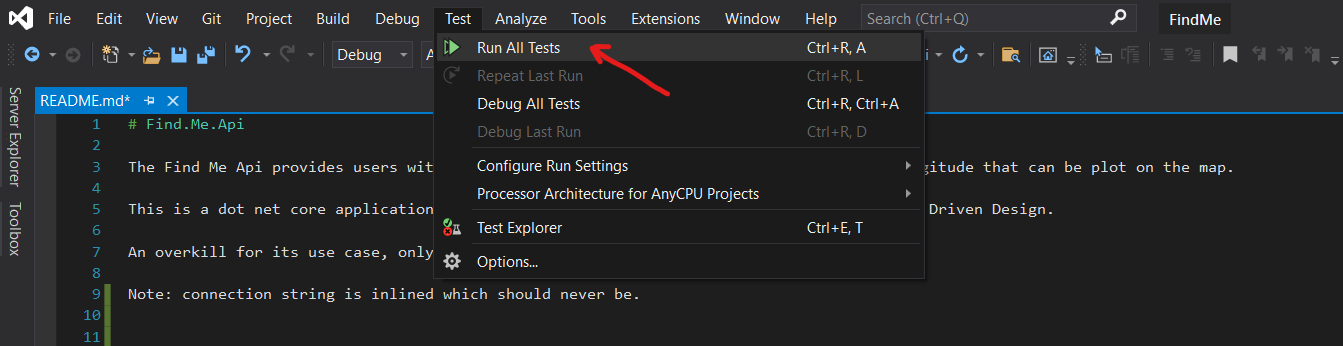 File Edit View Git Project Build Debug Test Analyze Tools Extensions Window Help Search (Ctrl+Q) FindMe
Debug
Run All Tests Ctrl+R, A
Repeat Last Run Ctrl+R, L
Debug All Tests Ctrl+R, Ctrl+A
Debug Last Run Ctrl+R, D
Configure Run Settings
Processor Architecture for AnyCPU Projects
Test Explorer Ctrl+E, T
Options...
Server Explorer
Toolbox
README.md*
1 # Find.Me.Api
2
3 The Find Me Api provides users that can be plot on the map.
4
5 This is a dot net core application Driven Design.
6
7 An overkill for its use case, only
8
9 Note: connection string is inlined which should never be.
10
11